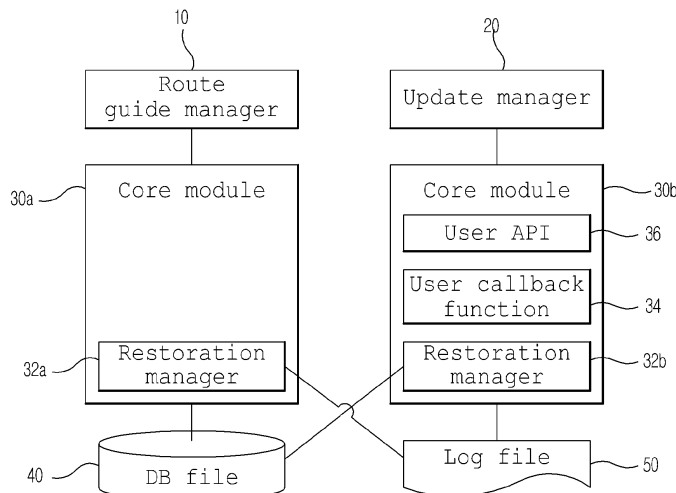 10
20
Route
guide manager
Update manager
30a
Core module
Core module
30b
User API
36
User callback
function
34
32a
Restoration
manager
Restoration
manager
32b
40
DB file
Log file
50